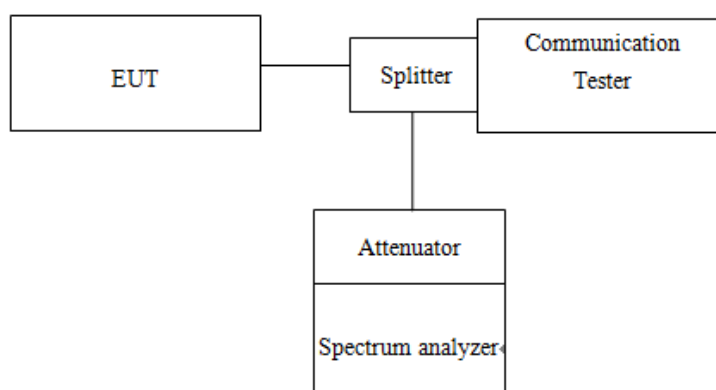 EUT
Splitter
Communication
Tester
Attenuator
Spectrum analyzer